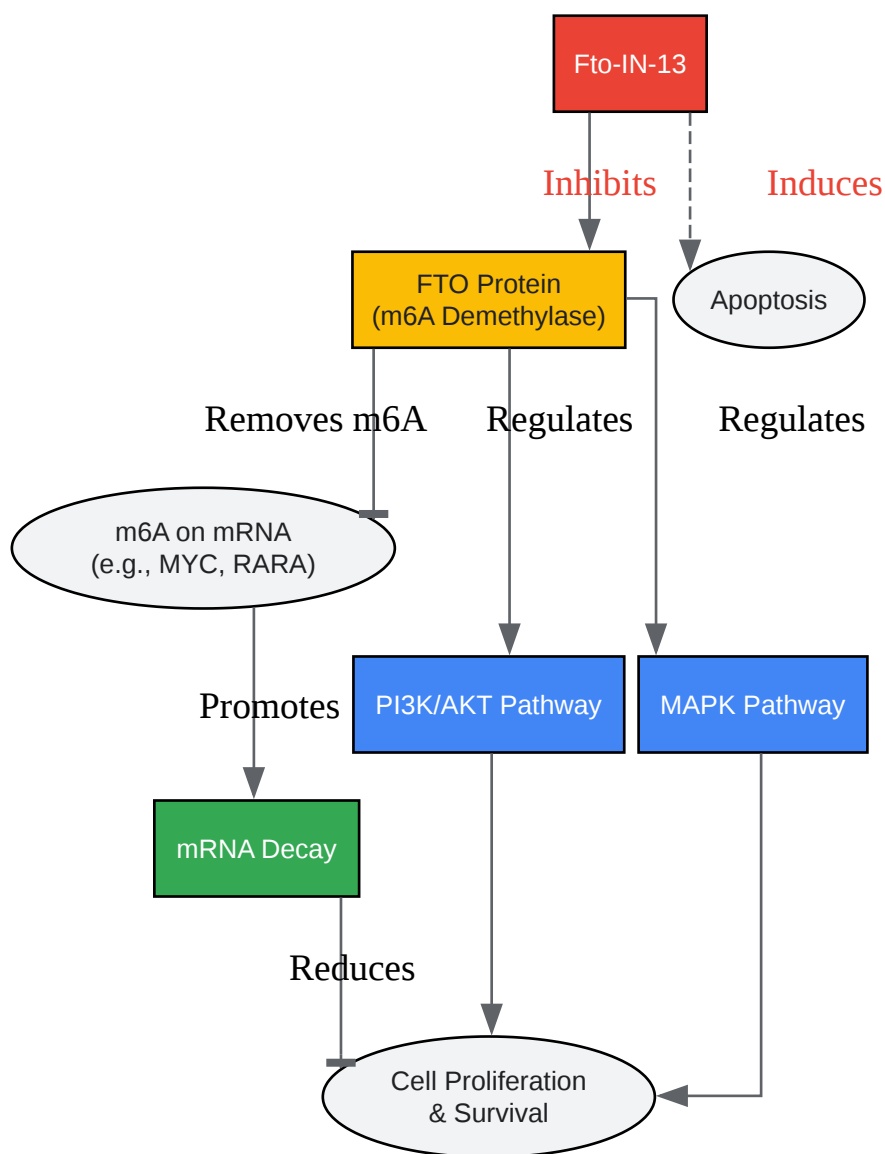 Fto-IN-13
Inhibits
Induces
FTO Protein
(m6A Demethylase)
Apoptosis
Removes m6A
Regulates
Regulates
m6A on mRNA
(e.g., MYC, RARA)
Promotes
PI3K/AKT Pathway
MAPK Pathway
mRNA Decay
Reduces
Cell Proliferation
& Survival